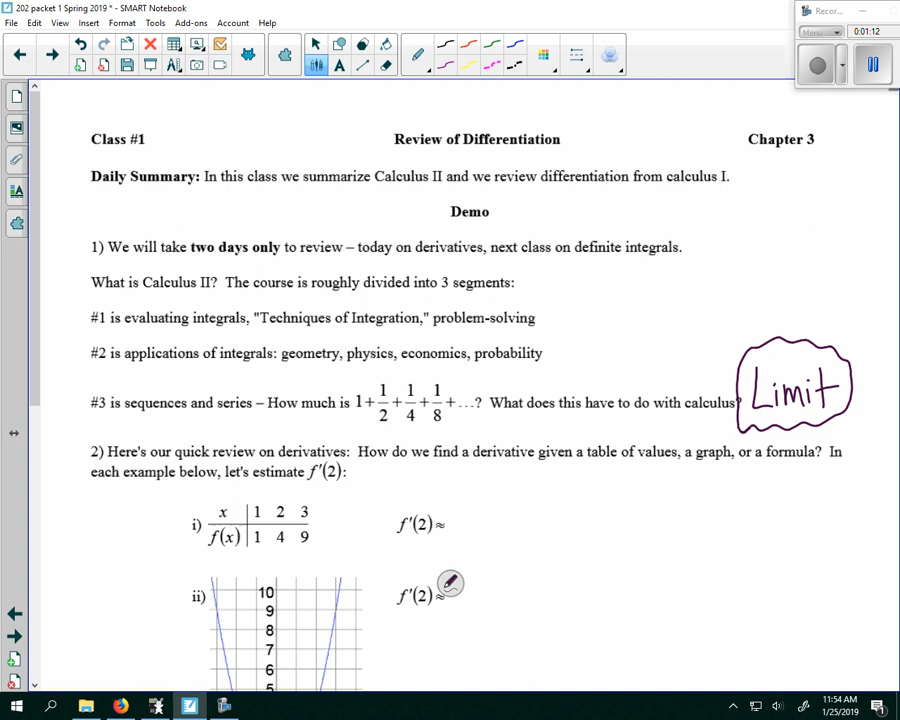 202 packet 1 Spring 2019 * - SMART Notebook
File Edit View Insert Format Tools Add-ons Account Help
Recor...
Menu
0:01:12
Class #1 Review of Differentiation Chapter 3
Daily Summary: In this class we summarize Calculus II and we review differentiation from calculus I.
Demo
1) We will take two days only to review – today on derivatives, next class on definite integrals.
What is Calculus II? The course is roughly divided into 3 segments:
#1 is evaluating integrals, "Techniques of Integration," problem-solving
#2 is applications of integrals: geometry, physics, economics, probability
#3 is sequences and series – How much is 1+1/2+1/4+1/8+…? What does this have to do with calculus?
Limit
2) Here's our quick review on derivatives: How do we find a derivative given a table of values, a graph, or a formula? In
each example below, let's estimate f′(2):
i) x 1 2 3 f′(2)≈
f(x) 1 4 9
ii) f′(2)≈
10
9
8
7
6
5
11:54 AM
1/25/2019